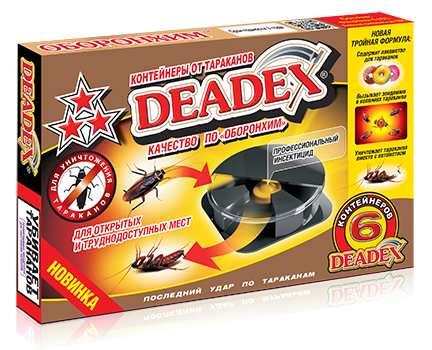 ОБОРОНХИМ®
КОНТЕЙНЕРЫ ОТ ТАРАКАНОВ
DEADEX®
КАЧЕСТВО ПО «ОБОРОНХИМ»
DEADEX
ДЛЯ УНИЧТОЖЕНИЯ
ТАРАКАНОВ
ПРОФЕССИОНАЛЬНЫЙ
ИНСЕКТИЦИД
ДЛЯ ОТКРЫТЫХ
И ТРУДНОДОСТУПНЫХ МЕСТ
НОВИНКА
ПОСЛЕДНИЙ УДАР ПО ТАРАКАНАМ
НОВАЯ
ТРОЙНАЯ ФОРМУЛА:
Содержит лакомство
для тараканов
Вызывает эпидемию
в колониях тараканов
Уничтожает тараканов
вместе с потомством
КОНТЕЙНЕРОВ
6
DEADEX
УБИВАЕТ
ТАРАКАНОВ